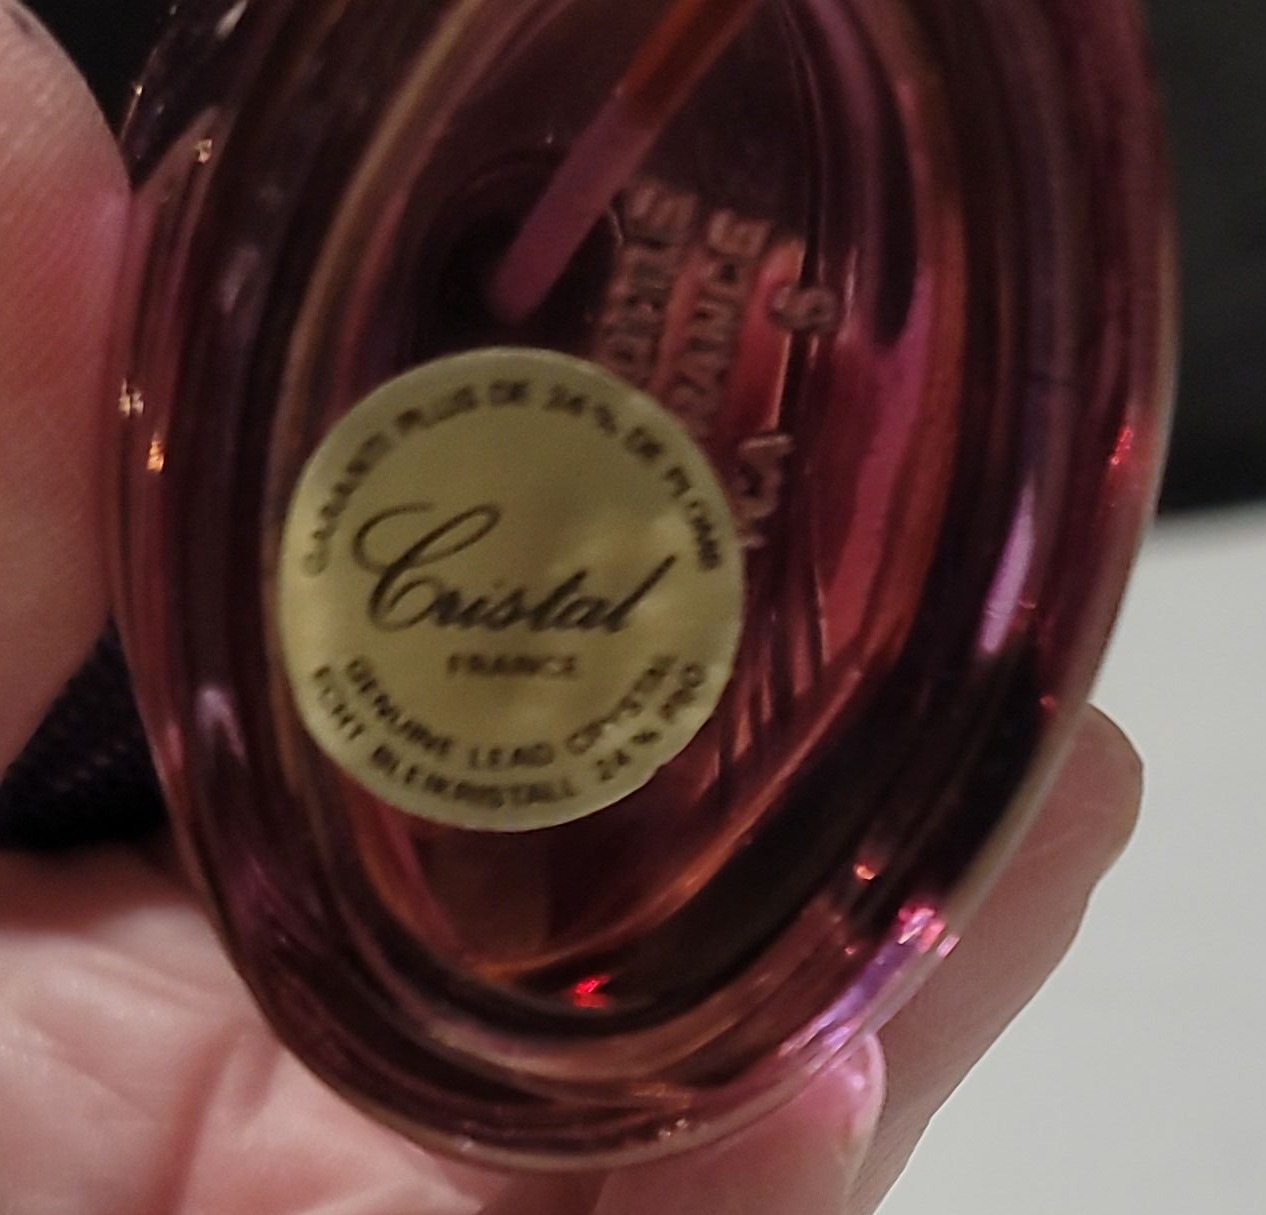 GARANTI PLUS DE 24% DE PLOMB
Cristal
FRANCE
GENUINE LEAD CRYSTAL
ECHT BLEIKRISTALL 24% PBO